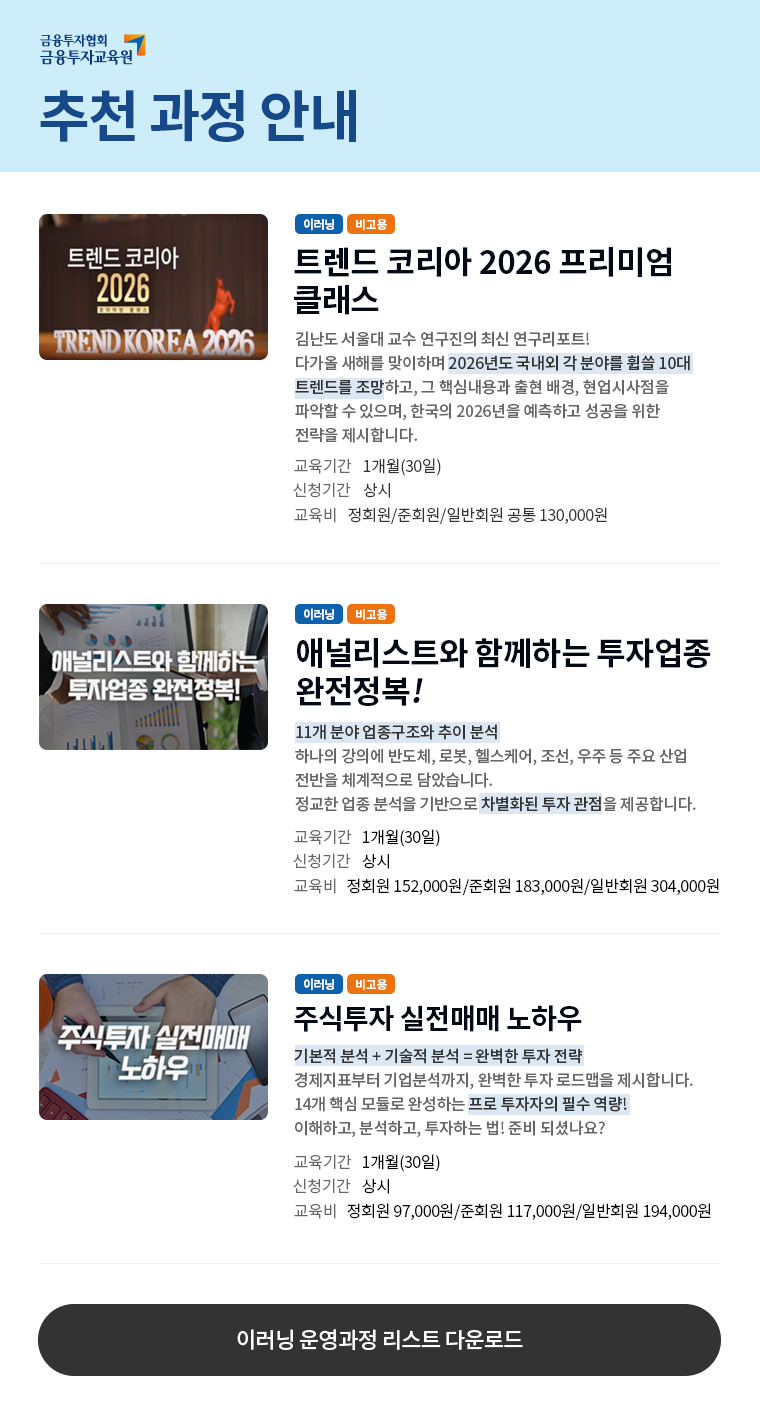 금융투자협회
금융투자교육원
추천 과정 안내
트렌드 코리아
2026
프리미엄 클래스
TREND KOREA 2026
이러닝 비고용
트렌드 코리아 2026 프리미엄
클래스
김난도 서울대 교수 연구진의 최신 연구리포트!
다가올 새해를 맞이하며 2026년도 국내외 각 분야를 휩쓸 10대
트렌드를 조망하고, 그 핵심내용과 출현 배경, 현업시사점을
파악할 수 있으며, 한국의 2026년을 예측하고 성공을 위한
전략을 제시합니다.
교육기간 1개월(30일)
신청기간 상시
교육비 정회원/준회원/일반회원 공통 130,000원
애널리스트와 함께하는
투자업종 완전정복!
이러닝 비고용
애널리스트와 함께하는 투자업종
완전정복!
11개 분야 업종구조와 추이 분석
하나의 강의에 반도체, 로봇, 헬스케어, 조선, 우주 등 주요 산업
전반을 체계적으로 담았습니다.
정교한 업종 분석을 기반으로 차별화된 투자 관점을 제공합니다.
교육기간 1개월(30일)
신청기간 상시
교육비 정회원 152,000원/준회원 183,000원/일반회원 304,000원
주식투자 실전매매
노하우
이러닝 비고용
주식투자 실전매매 노하우
기본적 분석 + 기술적 분석 = 완벽한 투자 전략
경제지표부터 기업분석까지, 완벽한 투자 로드맵을 제시합니다.
14개 핵심 모듈로 완성하는 프로 투자자의 필수 역량!
이해하고, 분석하고, 투자하는 법! 준비 되셨나요?
교육기간 1개월(30일)
신청기간 상시
교육비 정회원 97,000원/준회원 117,000원/일반회원 194,000원
이러닝 운영과정 리스트 다운로드